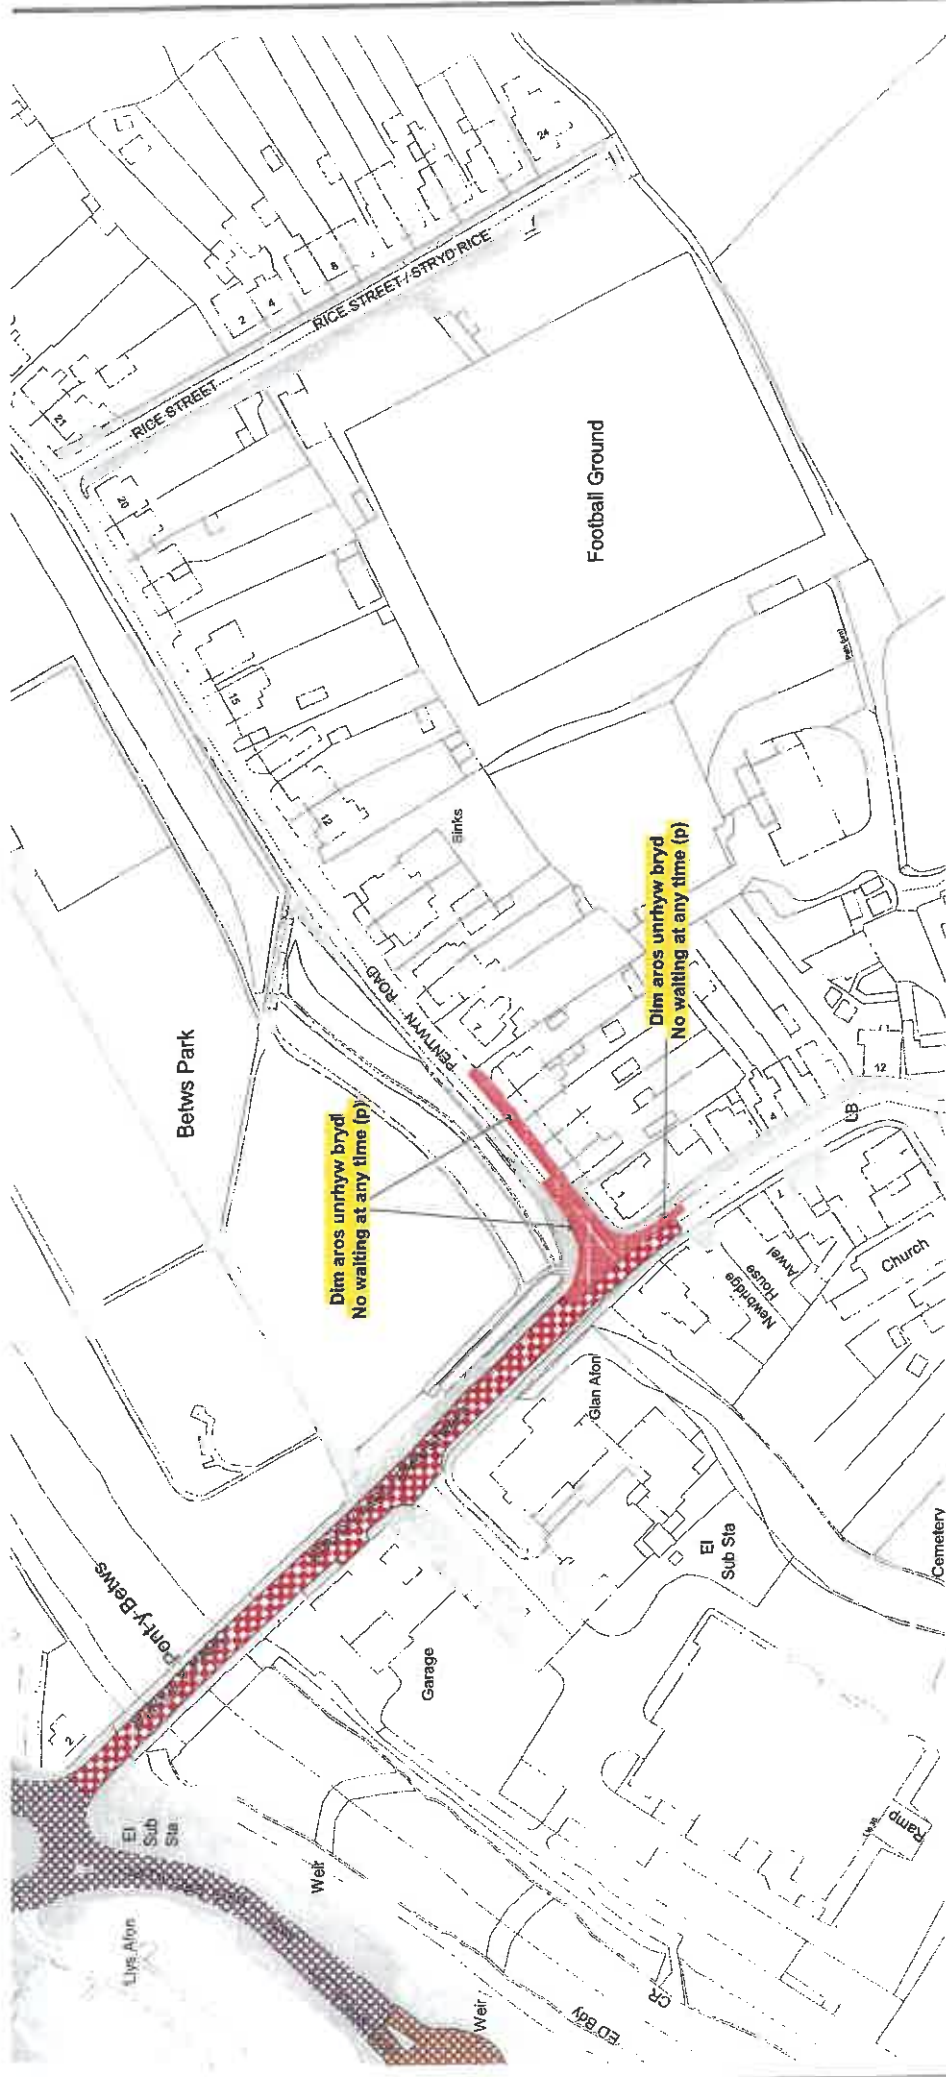 24
8
4
2
RICE STREET / STRYD RICE
RICE STREET
21
20
15
12
Football Ground
Sinks
Betws Park
PENTWYN ROAD
7
Dim aros unrhyw bryd
No waiting at any time (p)
Dim aros unrhyw bryd
No waiting at any time (p)
1
4
12
LB
Newbridge
House
Arwel
Church
Glan Afon
El
Sub Sta
Cemetery
Pont-y-Betws
Garage
2
El
Sub
Sta
Llys Afon
Weir
Weir
CR
ED Bdy
Ramp